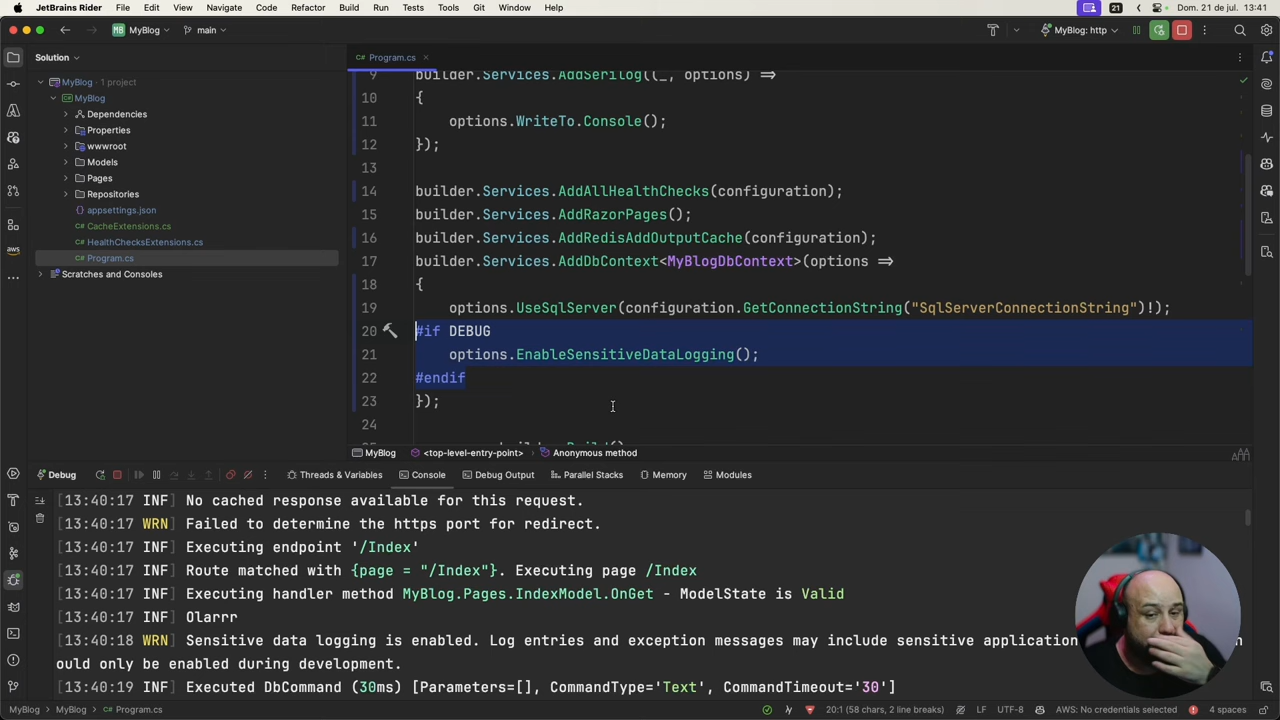 JetBrains Rider File Edit View Navigate Code Refactor Build Run Tests Tools Git Window Help 21 Dom. 21 de jul. 13:41
MB MyBlog main MyBlog: http
Solution
Program.cs
MyBlog 1 project
MyBlog
Dependencies
Properties
wwwroot
Models
Pages
Repositories
appsettings.json
C# CacheExtensions.cs
C# HealthChecksExtensions.cs
C# Program.cs
Scratches and Consoles
aws
9 builder.Services.AddSerilog((_, options) =>
10 {
11 options.WriteTo.Console();
12 });
13
14 builder.Services.AddAllHealthChecks(configuration);
15 builder.Services.AddRazorPages();
16 builder.Services.AddRedisAddOutputCache(configuration);
17 builder.Services.AddDbContext<MyBlogDbContext>(options =>
18 {
19 options.UseSqlServer(configuration.GetConnectionString("SqlServerConnectionString")!);
20 #if DEBUG
21 options.EnableSensitiveDataLogging();
22 #endif
23 });
24
MyBlog <top-level-entry-point> Anonymous method
Debug Threads & Variables Console Debug Output Parallel Stacks Memory Modules
[13:40:17 INF] No cached response available for this request.
[13:40:17 WRN] Failed to determine the https port for redirect.
[13:40:17 INF] Executing endpoint '/Index'
[13:40:17 INF] Route matched with {page = "/Index"}. Executing page /Index
[13:40:17 INF] Executing handler method MyBlog.Pages.IndexModel.OnGet - ModelState is Valid
[13:40:17 INF] Olarrr
[13:40:18 WRN] Sensitive data logging is enabled. Log entries and exception messages may include sensitive application
ould only be enabled during development.
[13:40:19 INF] Executed DbCommand (30ms) [Parameters=[], CommandType='Text', CommandTimeout='30']
MyBlog MyBlog C# Program.cs 20:1 (58 chars, 2 line breaks) LF UTF-8 AWS: No credentials selected 4 spaces